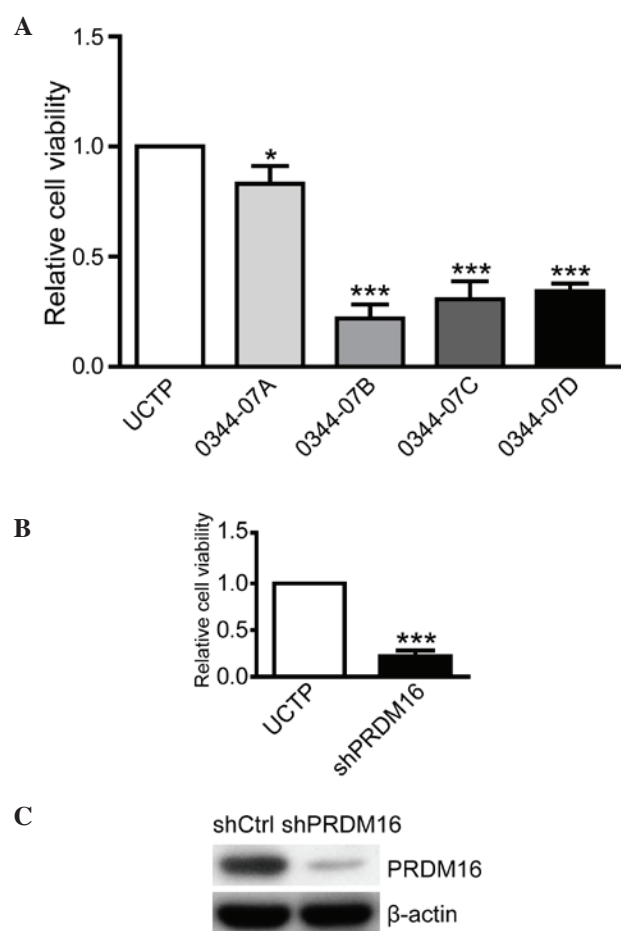 A
Relative cell viability
1.5
1.0
0.5
0.0
*
***
***
***
UCTP
0344-07A
0344-07B
0344-07C
0344-07D
B
Relative cell viability
1.5
1.0
0.5
0.0
***
UCTP
shPRDM16
C
shCtrl shPRDM16
PRDM16
β-actin